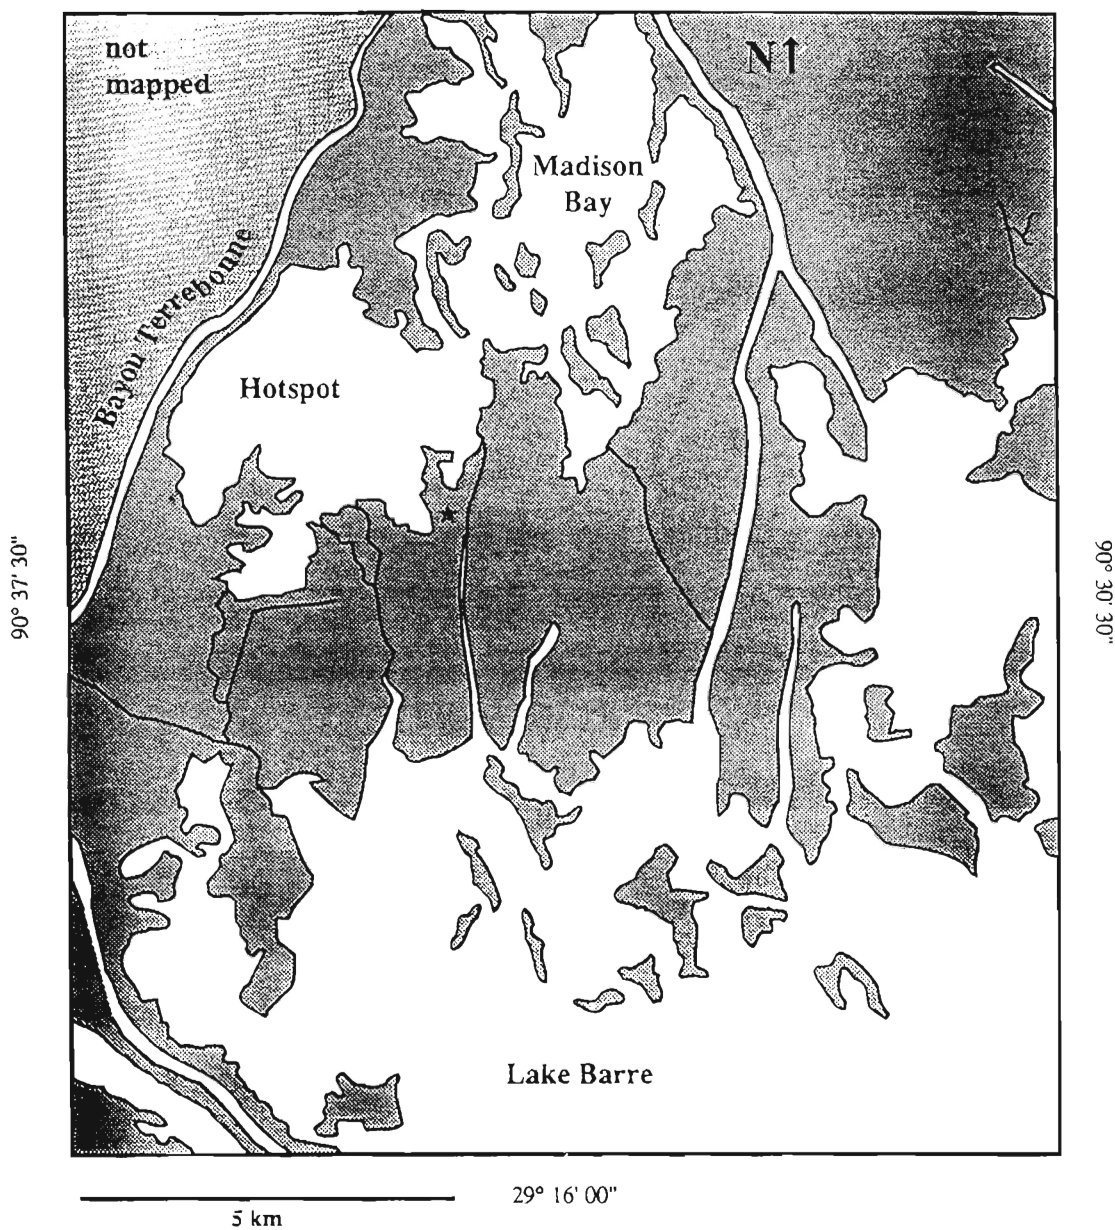 not
mapped
N↑
Madison
Bay
Bayou Terrebonne
Hotspot
90° 37' 30"
90° 30' 30"
Lake Barre
29° 16' 00"
5 km